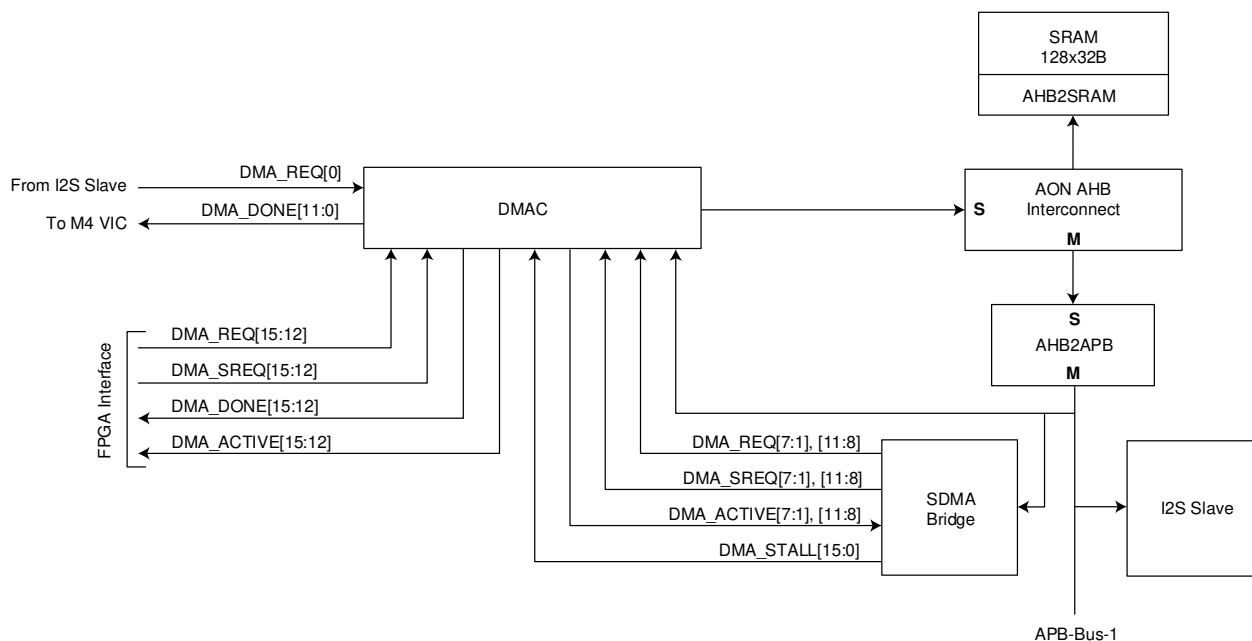 SRAM
128x32B
AHB2SRAM
From I2S Slave
DMA_REQ[0]
To M4 VIC
DMA_DONE[11:0]
DMAC
S
AON AHB
Interconnect
M
S
AHB2APB
M
FPGA Interface
DMA_REQ[15:12]
DMA_SREQ[15:12]
DMA_DONE[15:12]
DMA_ACTIVE[15:12]
DMA_REQ[7:1], [11:8]
DMA_SREQ[7:1], [11:8]
DMA_ACTIVE[7:1], [11:8]
DMA_STALL[15:0]
SDMA
Bridge
I2S Slave
APB-Bus-1